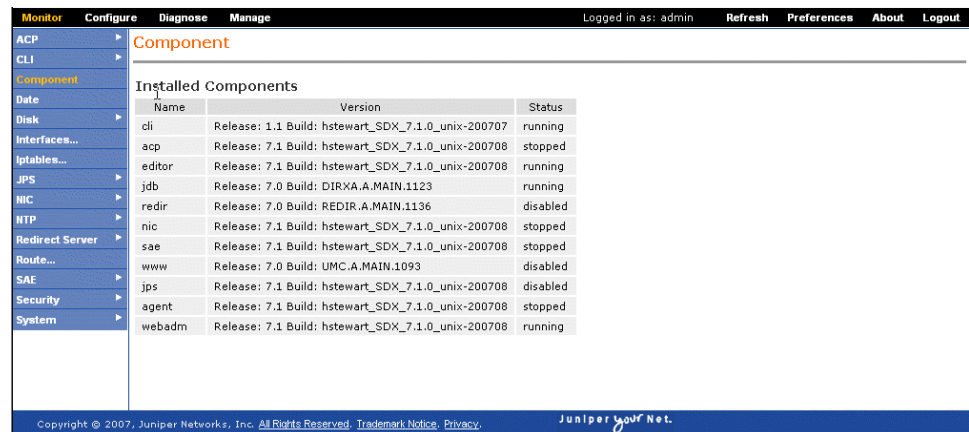 Monitor Configure Diagnose Manage Logged in as: admin Refresh Preferences About Logout
ACP
CLI
Component
Date
Disk
Interfaces...
Iptables...
JPS
NIC
NTP
Redirect Server
Route...
SAE
Security
System
Component
Installed Components
Name Version Status
cli Release: 1.1 Build: hstewart_SDX_7.1.0_unix-200707 running
acp Release: 7.1 Build: hstewart_SDX_7.1.0_unix-200708 stopped
editor Release: 7.1 Build: hstewart_SDX_7.1.0_unix-200708 running
jdb Release: 7.0 Build: DIRXA.A.MAIN.1123 running
redir Release: 7.0 Build: REDIR.A.MAIN.1136 disabled
nic Release: 7.1 Build: hstewart_SDX_7.1.0_unix-200708 stopped
sae Release: 7.1 Build: hstewart_SDX_7.1.0_unix-200708 stopped
www Release: 7.0 Build: UMC.A.MAIN.1093 disabled
jps Release: 7.1 Build: hstewart_SDX_7.1.0_unix-200708 disabled
agent Release: 7.1 Build: hstewart_SDX_7.1.0_unix-200708 stopped
webadm Release: 7.1 Build: hstewart_SDX_7.1.0_unix-200708 running
Copyright © 2007, Juniper Networks, Inc. All Rights Reserved. Trademark Notice. Privacy. Juniper your Net.